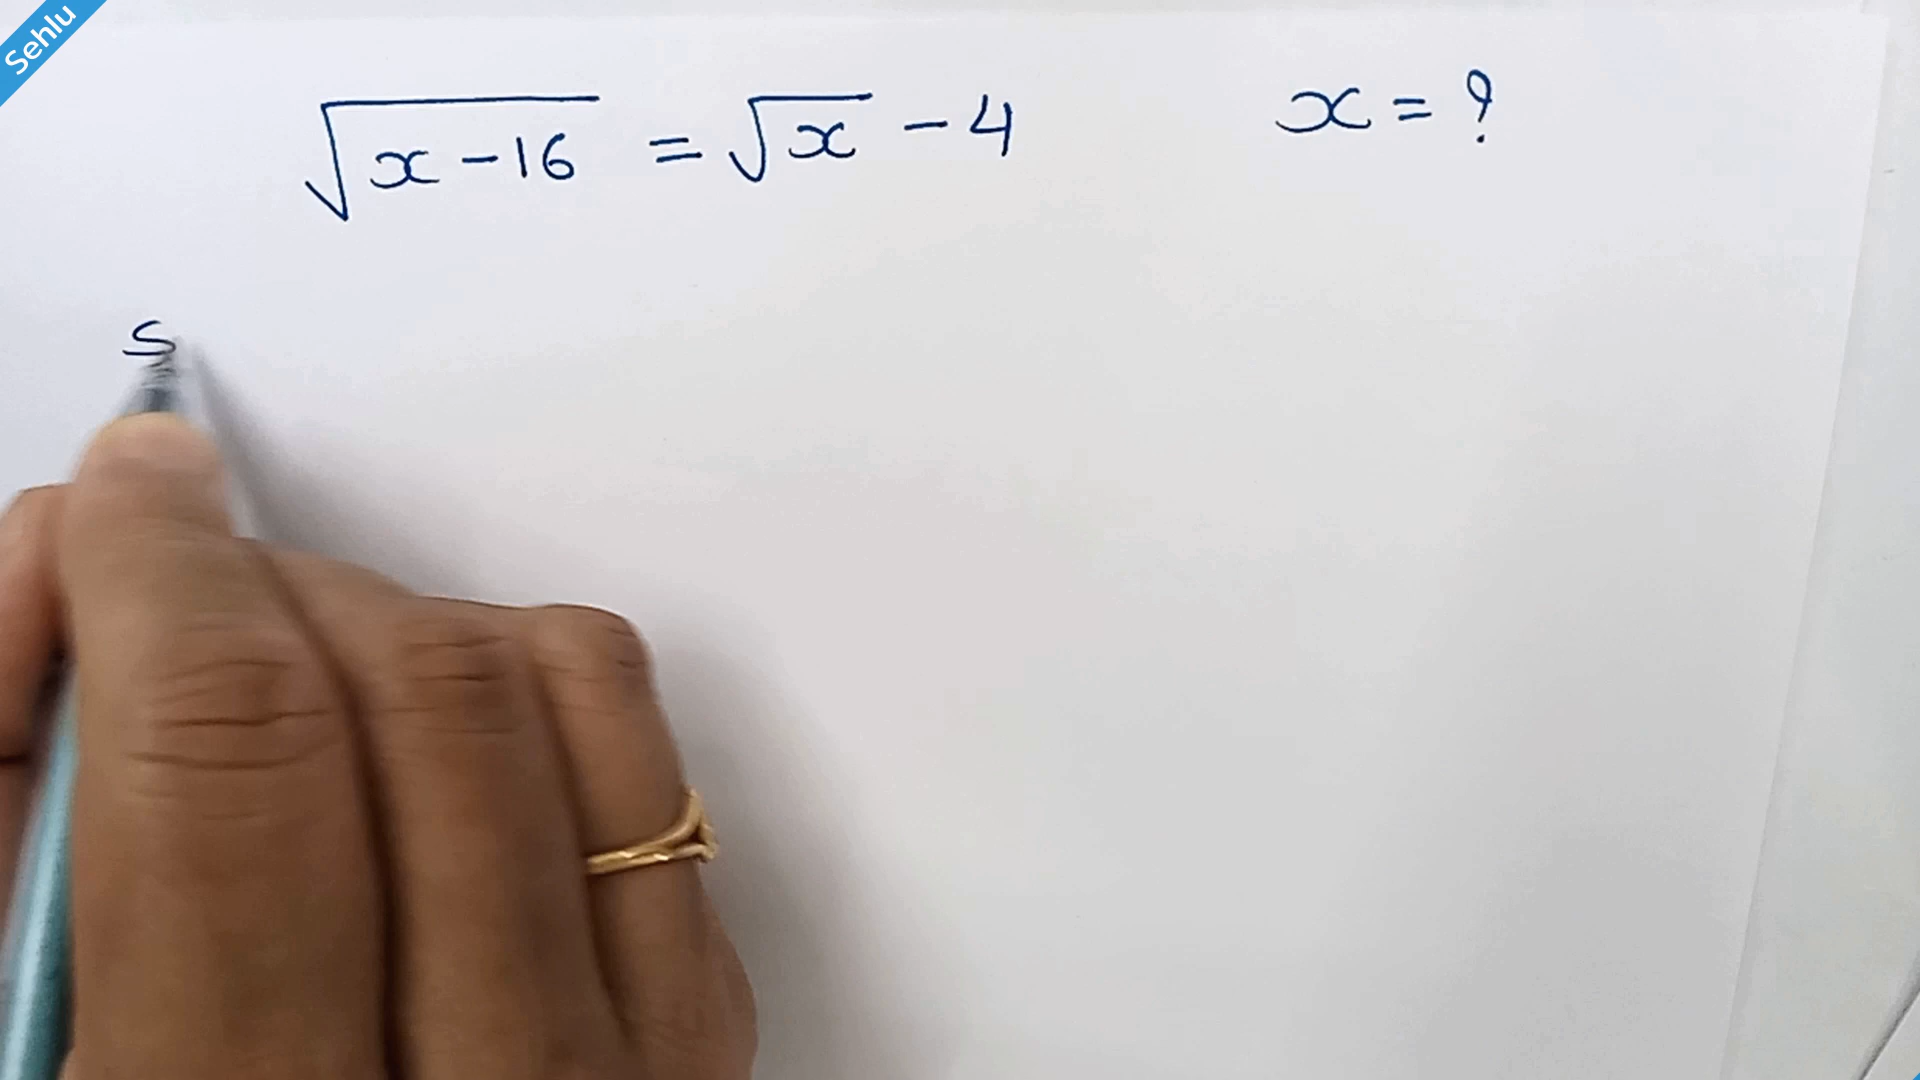 Sehlu
√(x-16) = √x - 4    x = ?
S